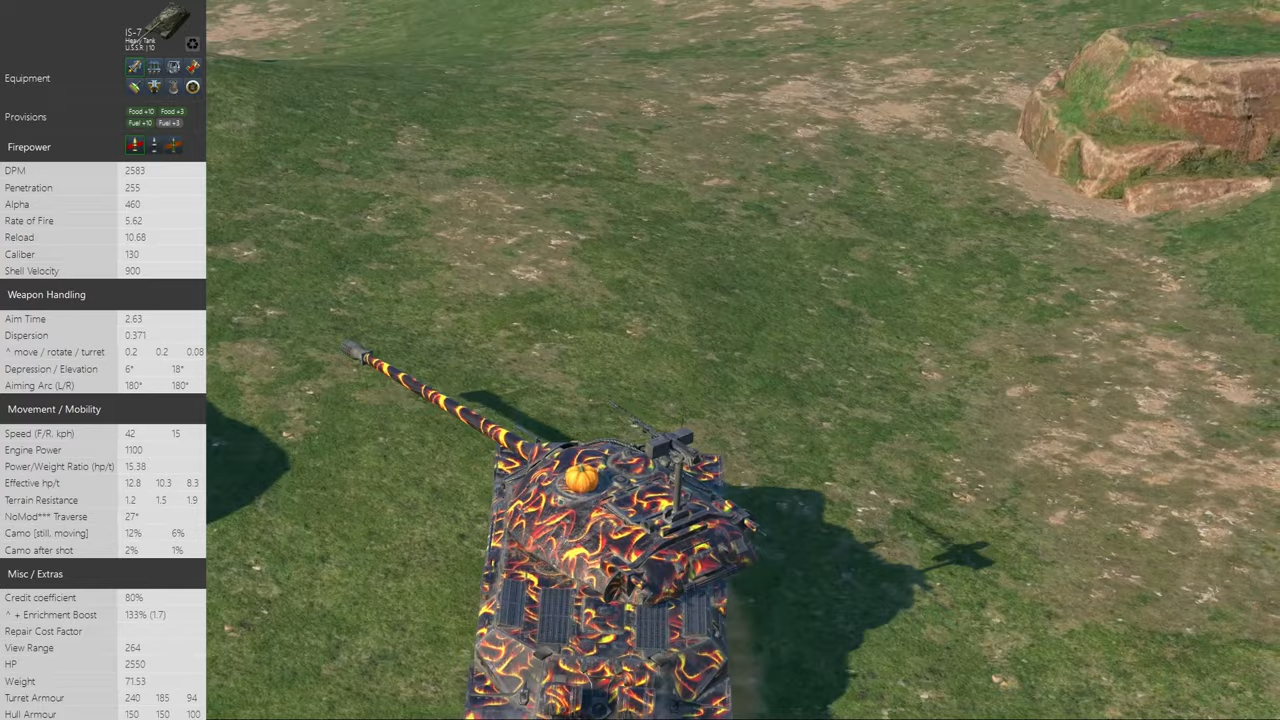 IS-7
Heavy Tank
U.S.S.R. | 10
Equipment
Provisions Food +10 Food +3
Fuel +10 Fuel +3
Firepower
DPM 2583
Penetration 255
Alpha 460
Rate of Fire 5.62
Reload 10.68
Caliber 130
Shell Velocity 900
Weapon Handling
Aim Time 2.63
Dispersion 0.371
^ move / rotate / turret 0.2 0.2 0.08
Depression / Elevation 6° 18°
Aiming Arc (L/R) 180° 180°
Movement / Mobility
Speed (F/R, kph) 42 15
Engine Power 1100
Power/Weight Ratio (hp/t) 15.38
Effective hp/t 12.8 10.3 8.3
Terrain Resistance 1.2 1.5 1.9
NoMod*** Traverse 27°
Camo [still, moving] 12% 6%
Camo after shot 2% 1%
Misc / Extras
Credit coefficient 80%
^ + Enrichment Boost 133% (1.7)
Repair Cost Factor
View Range 264
HP 2550
Weight 71.53
Turret Armour 240 185 94
Hull Armour 150 150 100